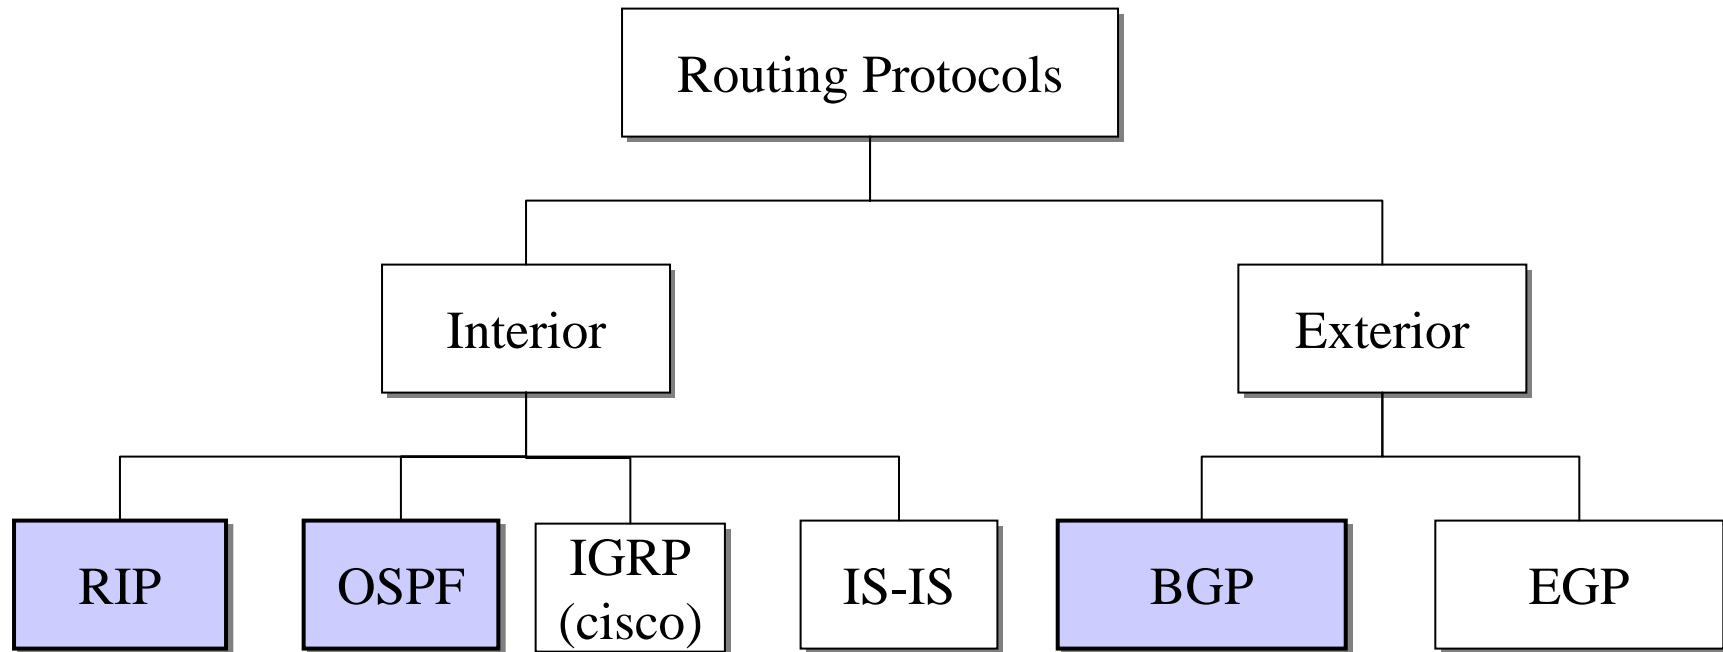 Routing Protocols
Interior
Exterior
RIP
OSPF
IGRP
(cisco)
IS-IS
BGP
EGP